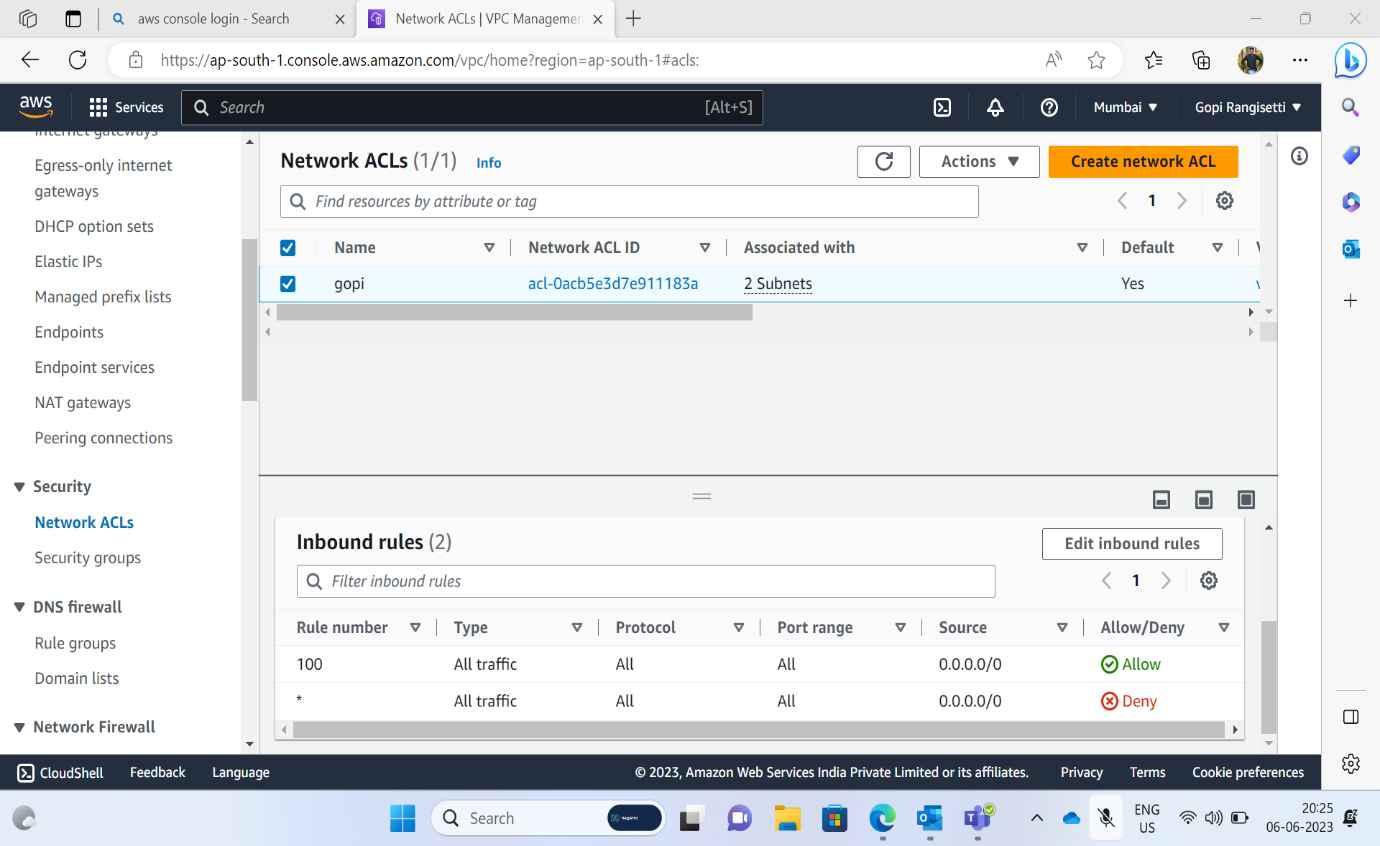 aws console login - Search
Network ACLs | VPC Managemen
https://ap-south-1.console.aws.amazon.com/vpc/home?region=ap-south-1#acls:
aws
Services
Search
[Alt+S]
Mumbai
Gopi Rangisetti
Internet gateways
Egress-only internet
gateways
DHCP option sets
Elastic IPs
Managed prefix lists
Endpoints
Endpoint services
NAT gateways
Peering connections
Security
Network ACLs
Security groups
DNS firewall
Rule groups
Domain lists
Network Firewall
Network ACLs (1/1) Info
Actions
Create network ACL
Find resources by attribute or tag
1
Name Network ACL ID Associated with Default
gopi acl-0acb5e3d7e911183a 2 Subnets Yes
Inbound rules (2)
Edit inbound rules
Filter inbound rules
1
Rule number Type Protocol Port range Source Allow/Deny
100 All traffic All All 0.0.0.0/0 Allow
* All traffic All All 0.0.0.0/0 Deny
CloudShell Feedback Language © 2023, Amazon Web Services India Private Limited or its affiliates. Privacy Terms Cookie preferences
Search
ENG
US
20:25
06-06-2023